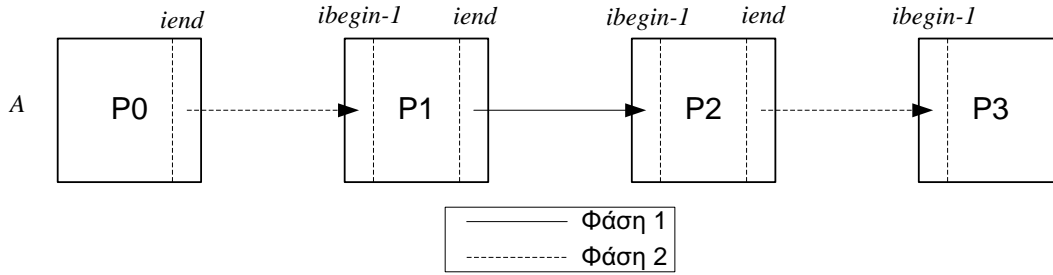 iend ibegin-1 iend ibegin-1 iend ibegin-1
A P0 P1 P2 P3
Φάση 1
Φάση 2